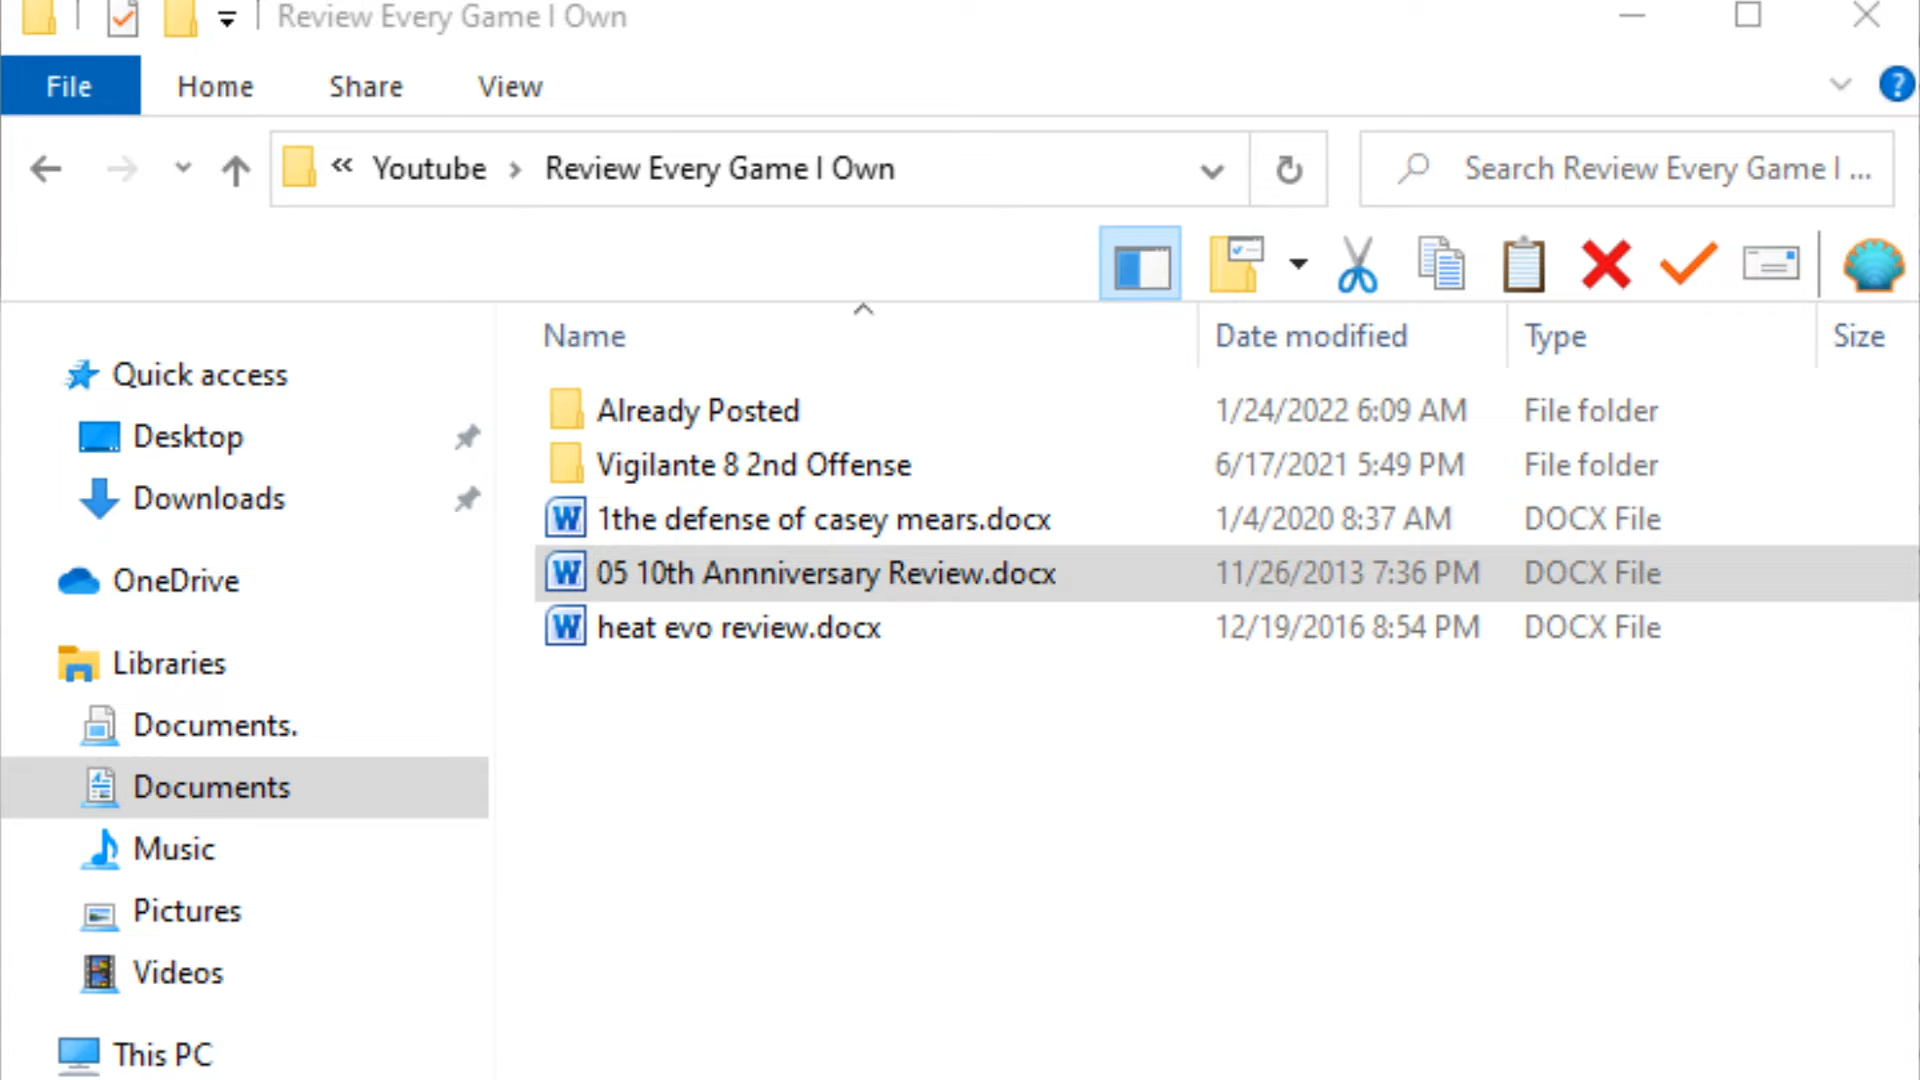 Review Every Game I Own
File Home Share View ?
« Youtube > Review Every Game I Own Search Review Every Game I ...
Name Date modified Type Size
Quick access
Desktop
Downloads
OneDrive
Libraries
Documents.
Documents
Music
Pictures
Videos
This PC
Already Posted 1/24/2022 6:09 AM File folder
Vigilante 8 2nd Offense 6/17/2021 5:49 PM File folder
W 1the defense of casey mears.docx 1/4/2020 8:37 AM DOCX File
W 05 10th Annniversary Review.docx 11/26/2013 7:36 PM DOCX File
W heat evo review.docx 12/19/2016 8:54 PM DOCX File